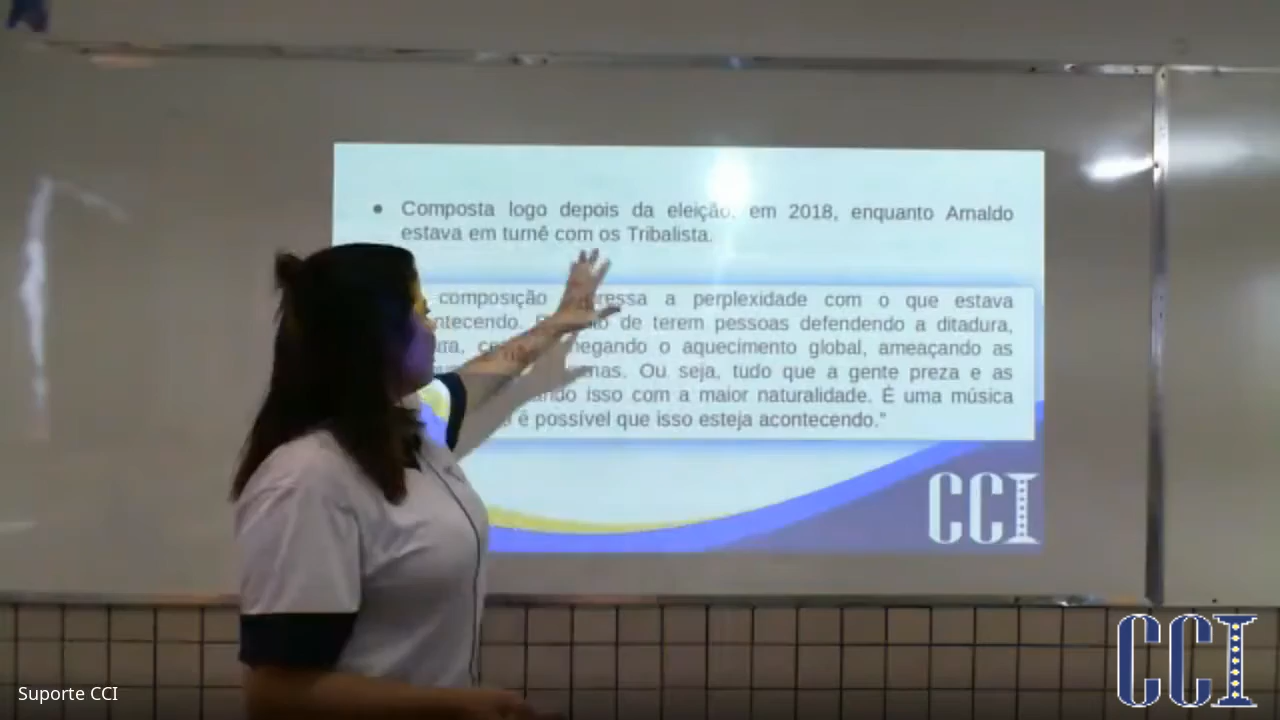 • Composta logo depois da eleição, em 2018, enquanto Arnaldo
estava em turnê com os Tribalista.
composição a perplexidade com o que estava
de terem pessoas defendendo a ditadura,
negando o aquecimento global, ameaçando as
Ou seja, tudo que a gente preza e as
isso com a maior naturalidade. É uma música
é possível que isso esteja acontecendo."
CCI
CCI
Suporte CCI